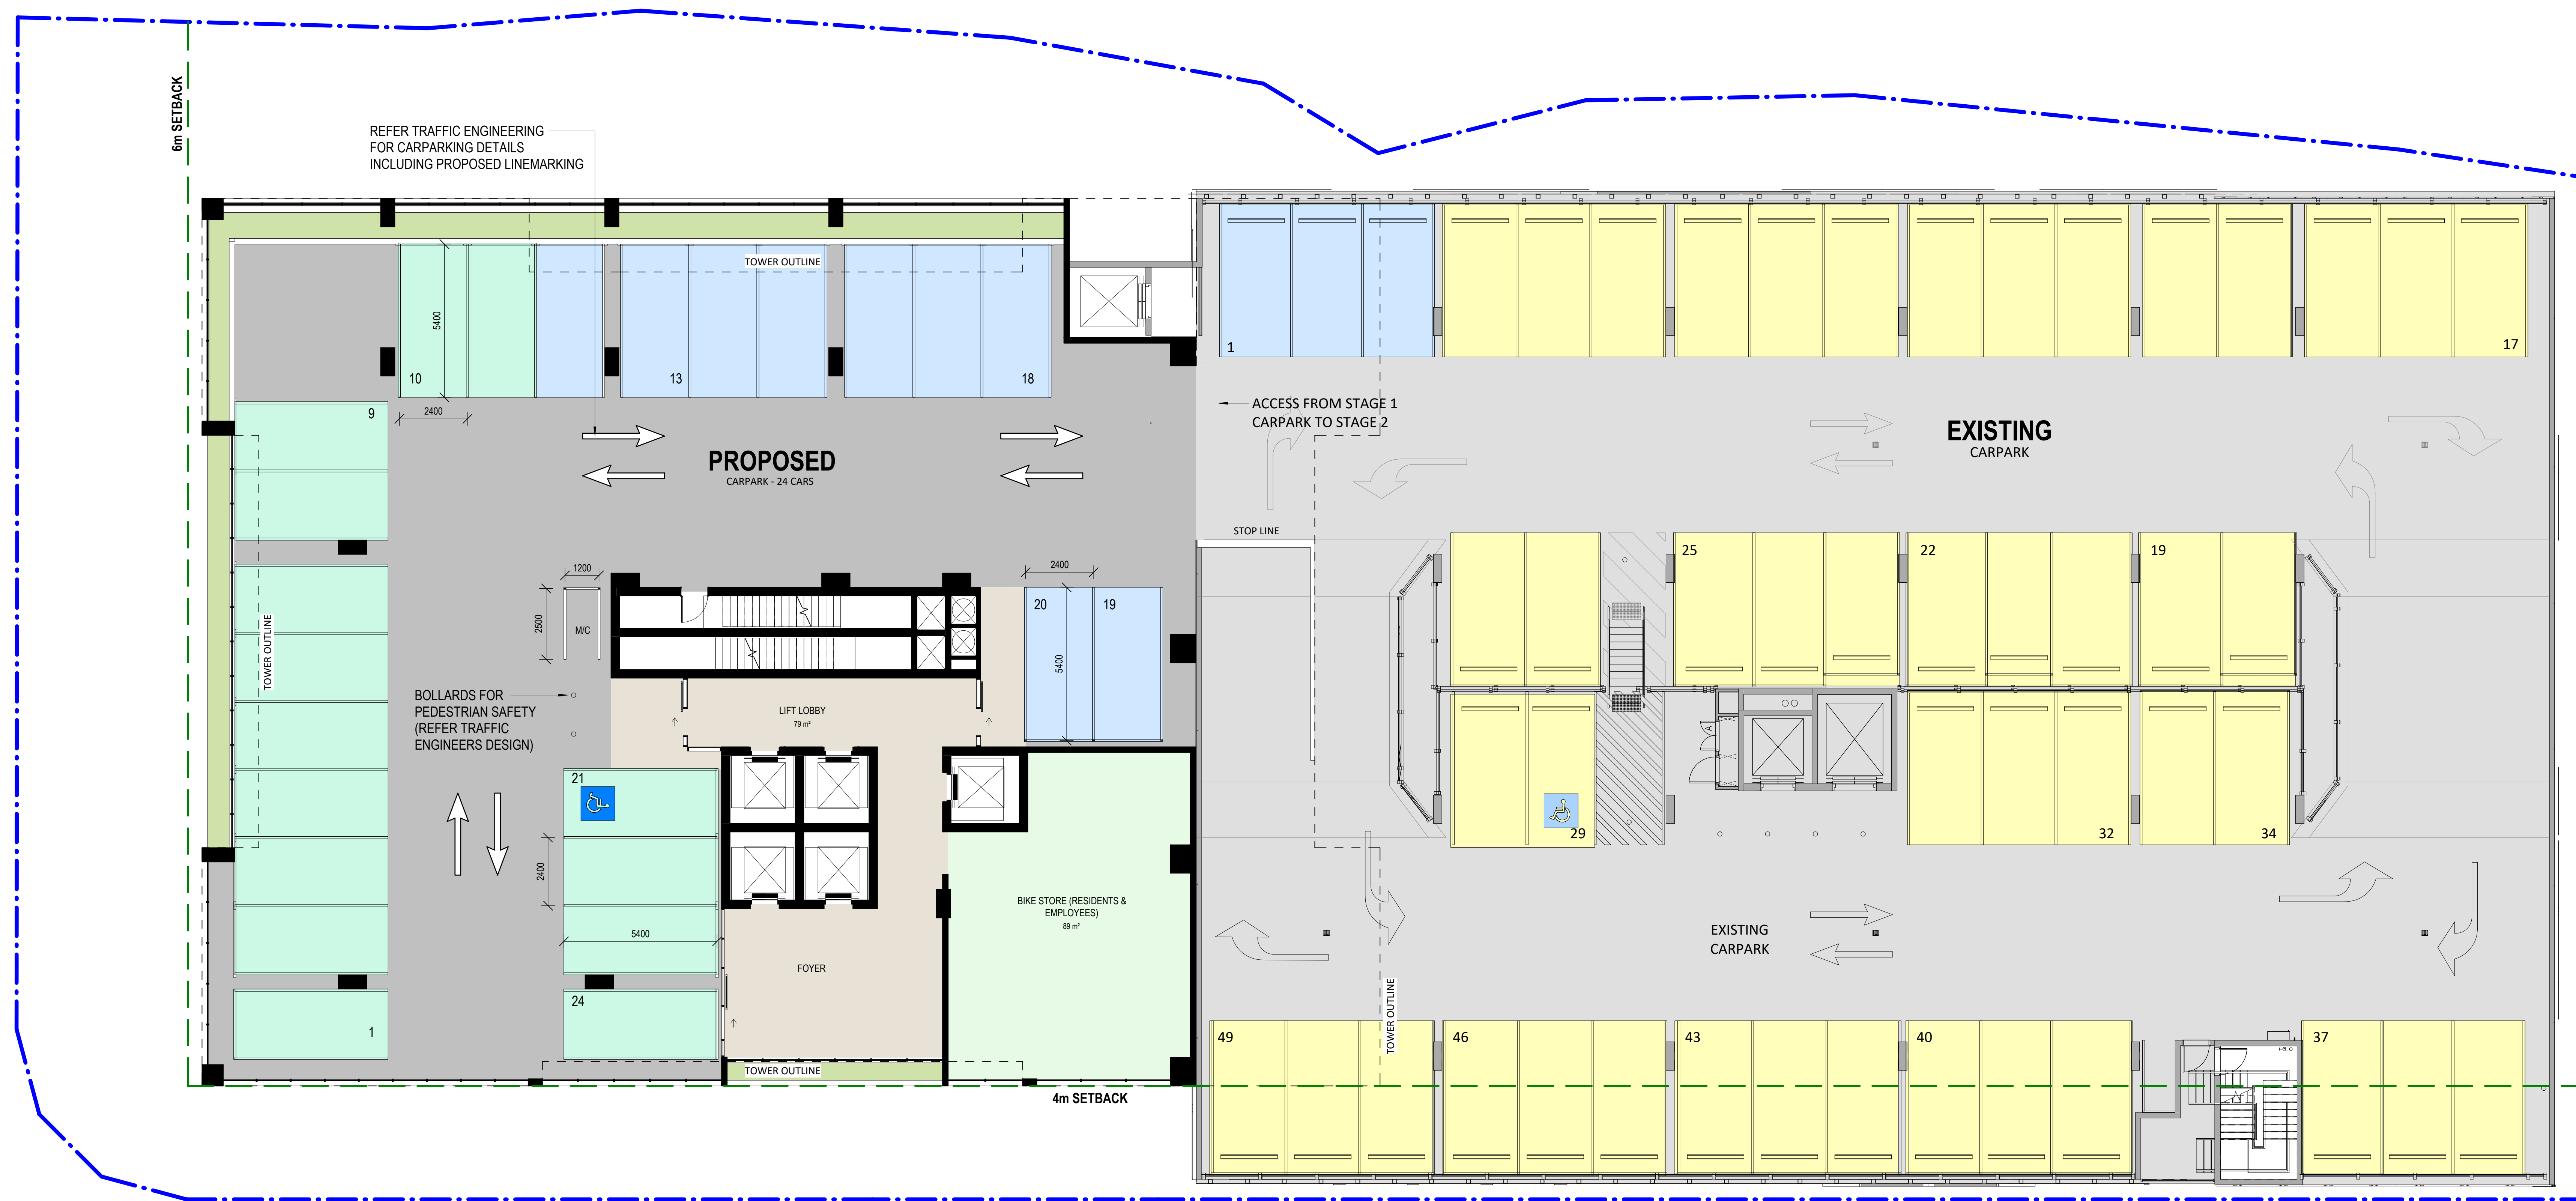 6m SETBACK
REFER TRAFFIC ENGINEERING
FOR CARPARKING DETAILS
INCLUDING PROPOSED LINEMARKING
TOWER OUTLINE
5400
10
13
18
1
17
9
2400
ACCESS FROM STAGE 1
CARPARK TO STAGE 2
EXISTING
CARPARK
PROPOSED
CARPARK - 24 CARS
STOP LINE
25
22
19
1200
2400
2500
M/C
20
19
5400
TOWER OUTLINE
BOLLARDS FOR
PEDESTRIAN SAFETY
(REFER TRAFFIC
ENGINEERS DESIGN)
LIFT LOBBY
79 m²
21
29
32
34
2400
BIKE STORE (RESIDENTS &
EMPLOYEES)
89 m²
5400
EXISTING
CARPARK
FOYER
TOWER OUTLINE
24
1
49
46
43
40
37
TOWER OUTLINE
4m SETBACK